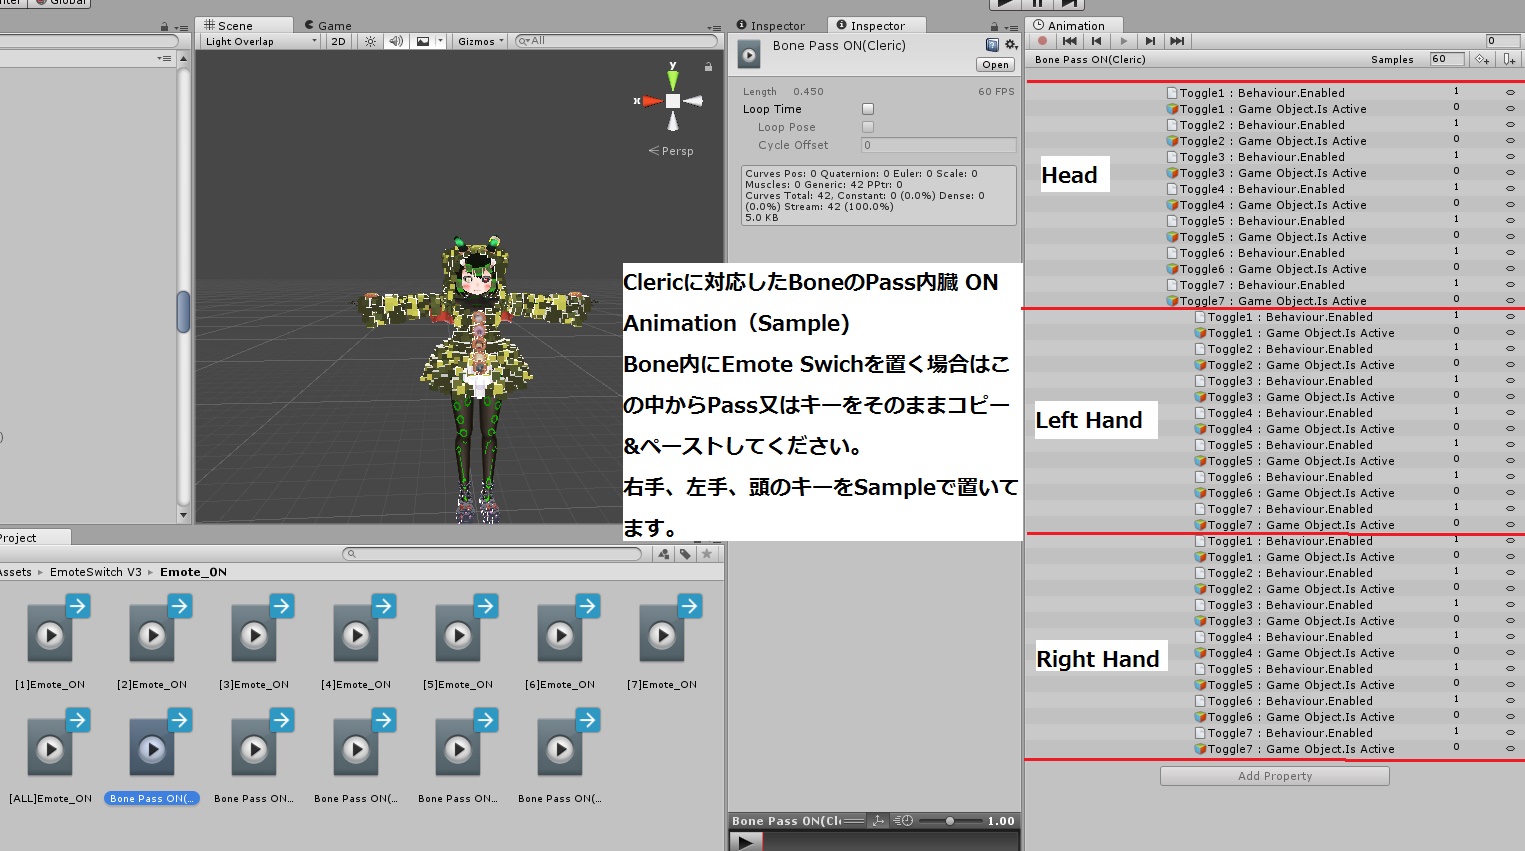 Global
Scene
Game
Light Overlap
2D
Gizmos
All
y
x
Persp
Inspector
Inspector
Bone Pass ON(Cleric)
Open
Length 0.450 60 FPS
Loop Time
Loop Pose
Cycle Offset 0
Curves Pos: 0 Quaternion: 0 Euler: 0 Scale: 0
Muscles: 0 Generic: 42 PPtr: 0
Curves Total: 42, Constant: 0 (0.0%) Dense: 0
(0.0%) Stream: 42 (100.0%)
5.0 KB
Clericに対応したBoneのPass内臓 ON
Animation（Sample)
Bone内にEmote Swichを置く場合はこ
の中からPass又はキーをそのままコピー
&ペーストしてください。
右手、左手、頭のキーをSampleで置いて
ます。
Animation
0
Bone Pass ON(Cleric) Samples 60
Head
Toggle1 : Behaviour.Enabled 1
Toggle1 : Game Object.Is Active 0
Toggle2 : Behaviour.Enabled 1
Toggle2 : Game Object.Is Active 0
Toggle3 : Behaviour.Enabled 1
Toggle3 : Game Object.Is Active 0
Toggle4 : Behaviour.Enabled 1
Toggle4 : Game Object.Is Active 0
Toggle5 : Behaviour.Enabled 1
Toggle5 : Game Object.Is Active 0
Toggle6 : Behaviour.Enabled 1
Toggle6 : Game Object.Is Active 0
Toggle7 : Behaviour.Enabled 1
Toggle7 : Game Object.Is Active 0
Left Hand
Toggle1 : Behaviour.Enabled 1
Toggle1 : Game Object.Is Active 0
Toggle2 : Behaviour.Enabled 1
Toggle2 : Game Object.Is Active 0
Toggle3 : Behaviour.Enabled 1
Toggle3 : Game Object.Is Active 0
Toggle4 : Behaviour.Enabled 1
Toggle4 : Game Object.Is Active 0
Toggle5 : Behaviour.Enabled 1
Toggle5 : Game Object.Is Active 0
Toggle6 : Behaviour.Enabled 1
Toggle6 : Game Object.Is Active 0
Toggle7 : Behaviour.Enabled 1
Toggle7 : Game Object.Is Active 0
Right Hand
Toggle1 : Behaviour.Enabled 1
Toggle1 : Game Object.Is Active 0
Toggle2 : Behaviour.Enabled 1
Toggle2 : Game Object.Is Active 0
Toggle3 : Behaviour.Enabled 1
Toggle3 : Game Object.Is Active 0
Toggle4 : Behaviour.Enabled 1
Toggle4 : Game Object.Is Active 0
Toggle5 : Behaviour.Enabled 1
Toggle5 : Game Object.Is Active 0
Toggle6 : Behaviour.Enabled 1
Toggle6 : Game Object.Is Active 0
Toggle7 : Behaviour.Enabled 1
Toggle7 : Game Object.Is Active 0
Add Property
Project
Assets EmoteSwitch V3 Emote_ON
[1]Emote_ON [2]Emote_ON [3]Emote_ON [4]Emote_ON [5]Emote_ON [6]Emote_ON [7]Emote_ON
[ALL]Emote_ON Bone Pass ON(... Bone Pass ON... Bone Pass ON(... Bone Pass ON... Bone Pass ON(...
Bone Pass ON(Cl
1.00